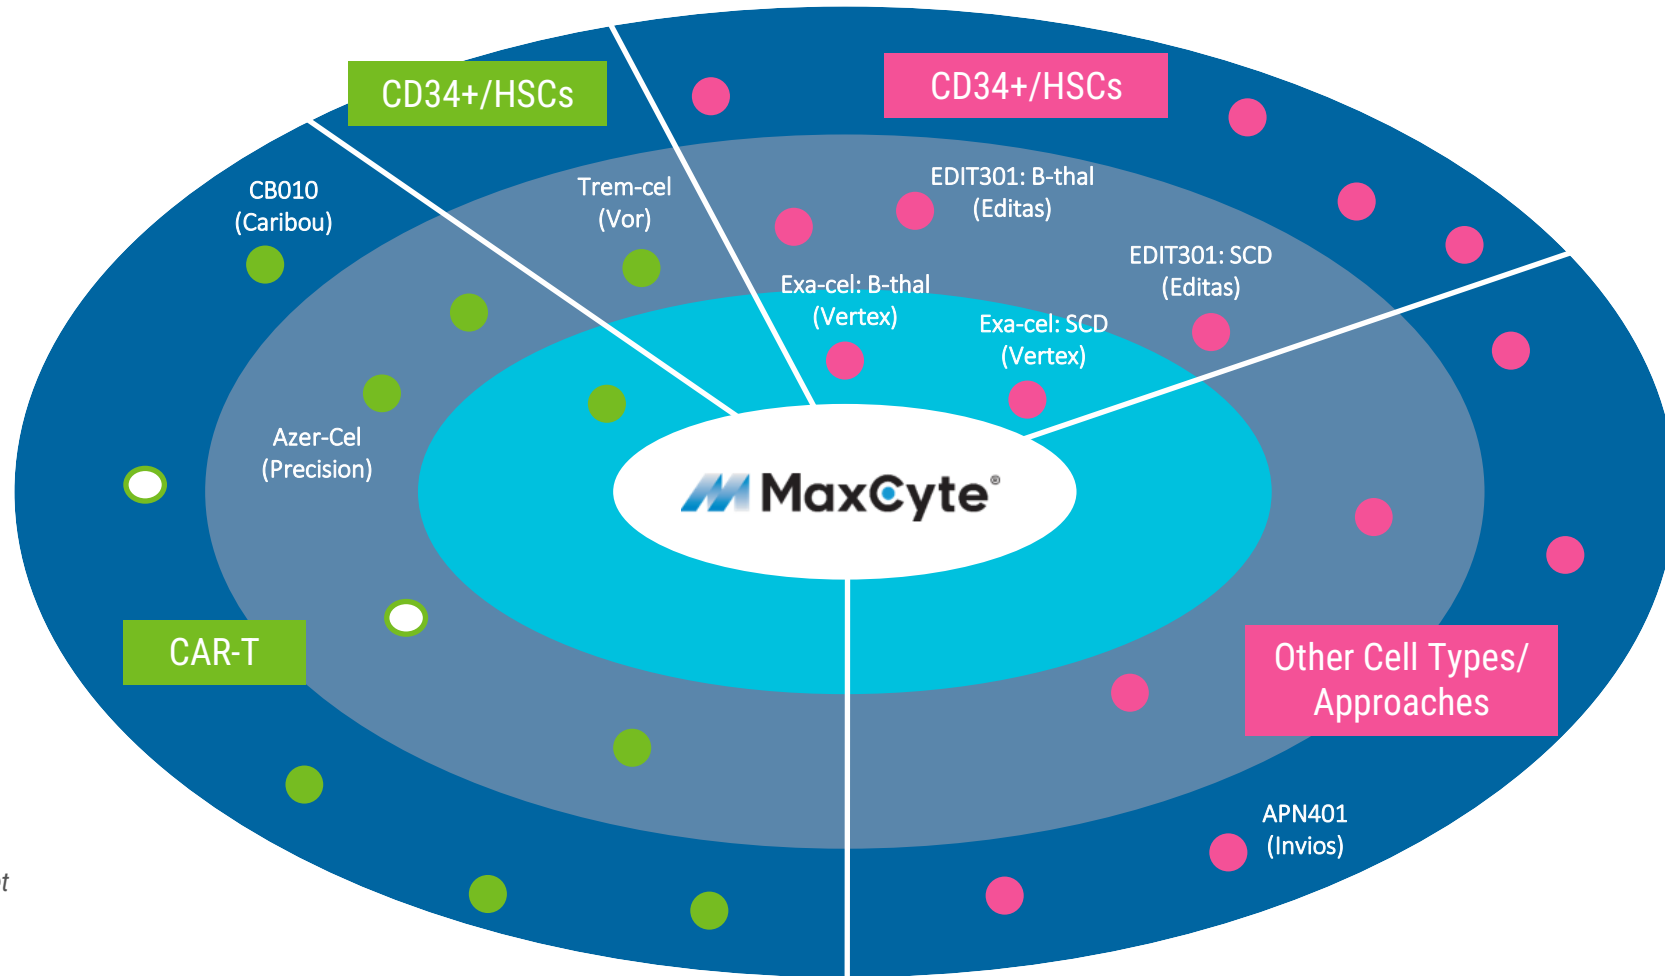 CD34+/HSCs
CD34+/HSCs
CB010
(Caribou)
Trem-cel
(Vor)
EDIT301: B-thal
(Editas)
EDIT301: SCD
(Editas)
Exa-cel: B-thal
(Vertex)
Exa-cel: SCD
(Vertex)
Azer-Cel
(Precision)
MaxCyte®
CAR-T
Other Cell Types/
Approaches
APN401
(Invios)